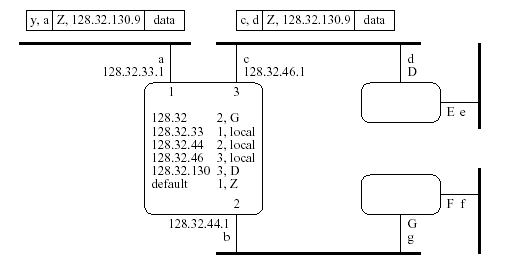 y, a Z, 128.32.130.9 data
c, d Z, 128.32.130.9 data
a
128.32.33.1
c
128.32.46.1
d
D
1 3
128.32 2, G
128.32.33 1, local
128.32.44 2, local
128.32.46 3, local
128.32.130 3, D
default 1, Z
2
E e
F f
128.32.44.1
b
G
g